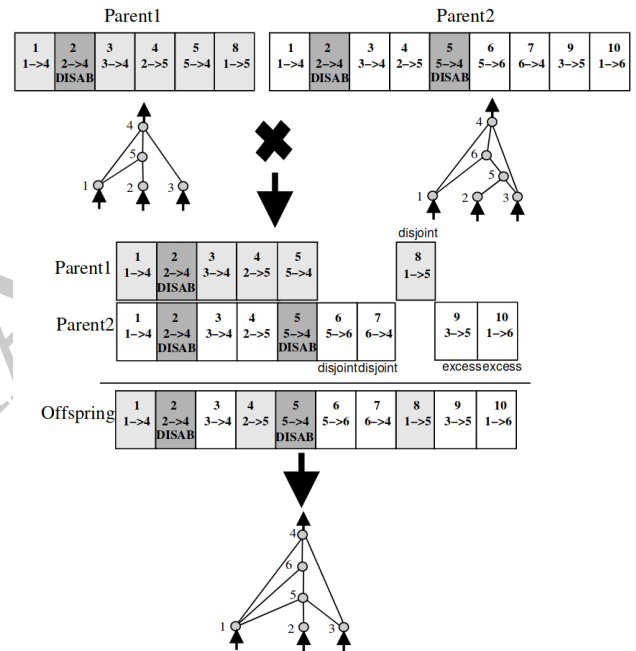 Parent1 Parent2
1 2 3 4 5 8 1 2 3 4 5 6 7 9 10
1->4 2->4 3->4 2->5 5->4 1->5 1->4 2->4 3->4 2->5 5->4 5->6 6->4 3->5 1->6
DISAB DISAB DISAB
4 4
5 6
5
1 2 3 1 2 3
disjoint
Parent1 1 2 3 4 5 8
1->4 2->4 3->4 2->5 5->4 1->5
DISAB
Parent2 1 2 3 4 5 6 7 9 10
1->4 2->4 3->4 2->5 5->4 5->6 6->4 3->5 1->6
DISAB DISAB
disjoint disjoint excess excess
Offspring 1 2 3 4 5 6 7 8 9 10
1->4 2->4 3->4 2->5 5->4 5->6 6->4 1->5 3->5 1->6
DISAB DISAB
4
6
5
1 2 3